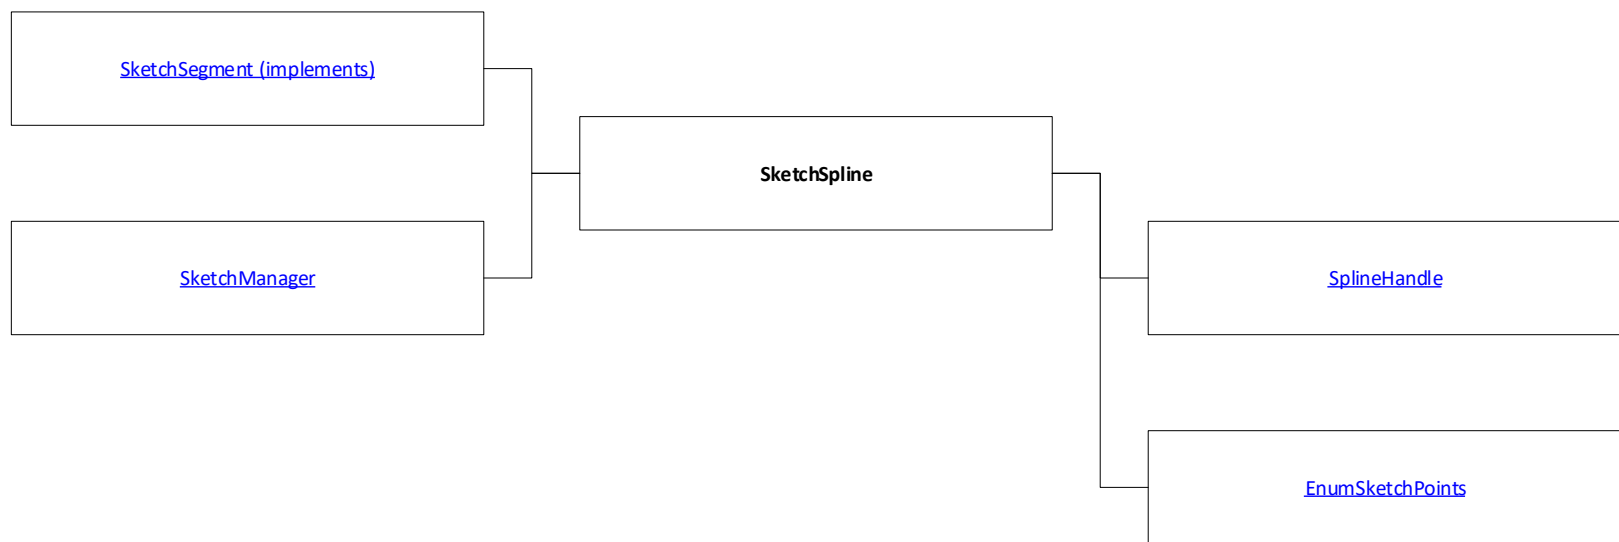 SketchSegment (implements)
SketchSpline
SketchManager
SplineHandle
EnumSketchPoints